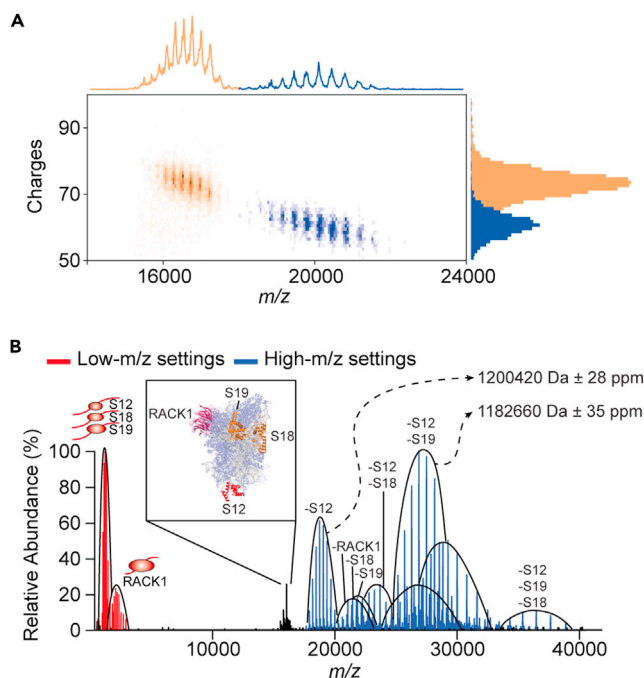 A
Charges
90
70
50
16000
20000
24000
m/z
B
Low-m/z settings
High-m/z settings
1200420 Da ± 28 ppm
1182660 Da ± 35 ppm
S12
S18
S19
RACK1
RACK1
S19
S18
S12
-S12
-RACK1
-S18
-S19
-S12
-S18
-S12
-S19
-S12
-S19
-S18
Relative Abundance (%)
100
80
60
40
20
0
10000
20000
30000
40000
m/z